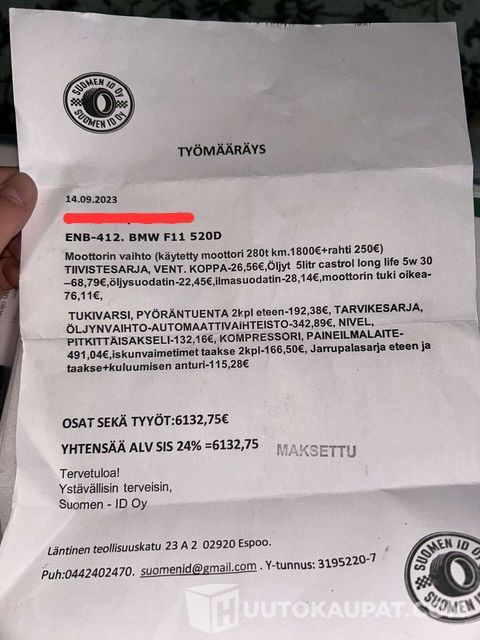 SUOMEN ID Oy
SUOMEN ID Oy
TYÖMÄÄRÄYS
14.09.2023
ENB-412. BMW F11 520D
Moottorin vaihto (käytetty moottori 280t km.1800€+rahti 250€)
TIIVISTESARJA, VENT. KOPPA-26,56€,Öljyt 5litr castrol long life 5w 30
–68,79€,öljysuodatin-22,45€,ilmasuodatin-28,14€,moottorin tuki oikea-
76,11€,
TUKIVARSI, PYÖRÄNTUENTA 2kpl eteen-192,38€, TARVIKESARJA,
ÖLJYNVAIHTO-AUTOMAATTIVAIHTEISTO-342,89€, NIVEL,
PITKITTÄISAKSELI-132,16€, KOMPRESSORI, PAINEILMALAITE-
491,04€,iskunvaimetimet taakse 2kpl-166,50€, Jarrupalasarja eteen ja
taakse+kuluumisen anturi-115,28€
OSAT SEKÄ TYYÖT:6132,75€
YHTENSÄÄ ALV SIS 24% =6132,75
MAKSETTU
Tervetuloa!
Ystävällisin terveisin,
Suomen - ID Oy
Läntinen teollisuuskatu 23 A 2 02920 Espoo.
Puh:0442402470. suomenid@gmail.com . Y-tunnus: 3195220-7
SUOMEN ID Oy
SUOMEN ID
HUUTOKAUPAT.COM